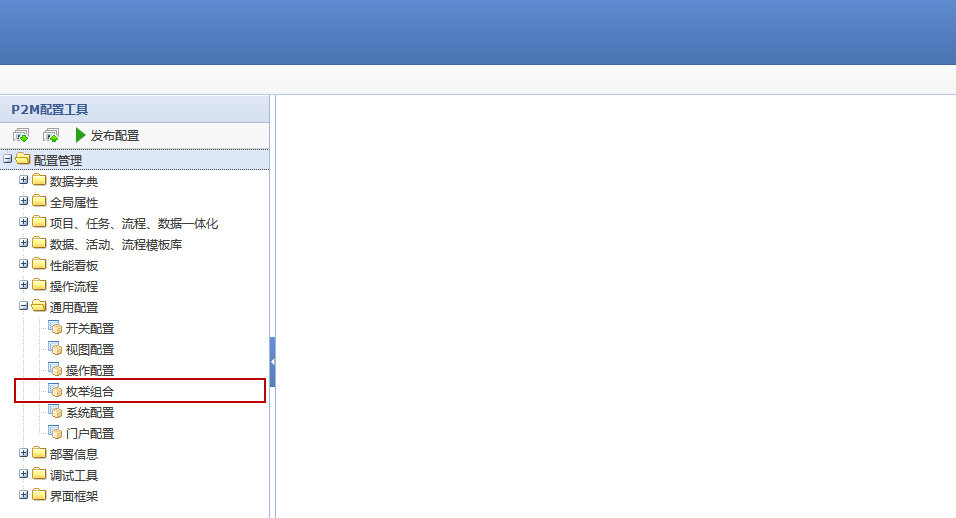 P2M配置工具
发布配置
配置管理
数据字典
全局属性
项目、任务、流程、数据一体化
数据、活动、流程模板库
性能看板
操作流程
通用配置
开关配置
视图配置
操作配置
枚举组合
系统配置
门户配置
部署信息
调试工具
界面框架